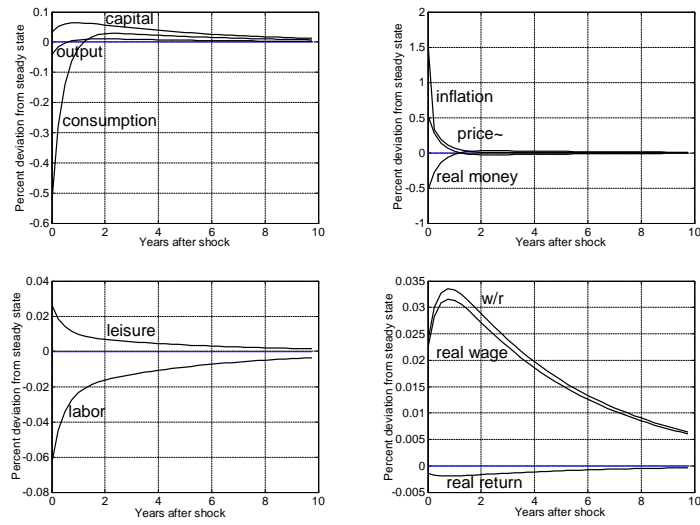 Percent deviation from steady state
0.1
0
-0.1
-0.2
-0.3
-0.4
-0.5
-0.6
capital
output
consumption
0 2 4 6 8 10
Years after shock
Percent deviation from steady state
2
1.5
1
0.5
0
-0.5
-1
inflation
price~
real money
0 2 4 6 8 10
Years after shock
Percent deviation from steady state
0.04
0.02
0
-0.02
-0.04
-0.06
-0.08
leisure
labor
0 2 4 6 8 10
Years after shock
Percent deviation from steady state
0.035
0.03
0.025
0.02
0.015
0.01
0.005
0
-0.005
w/r
real wage
real return
0 2 4 6 8 10
Years after shock